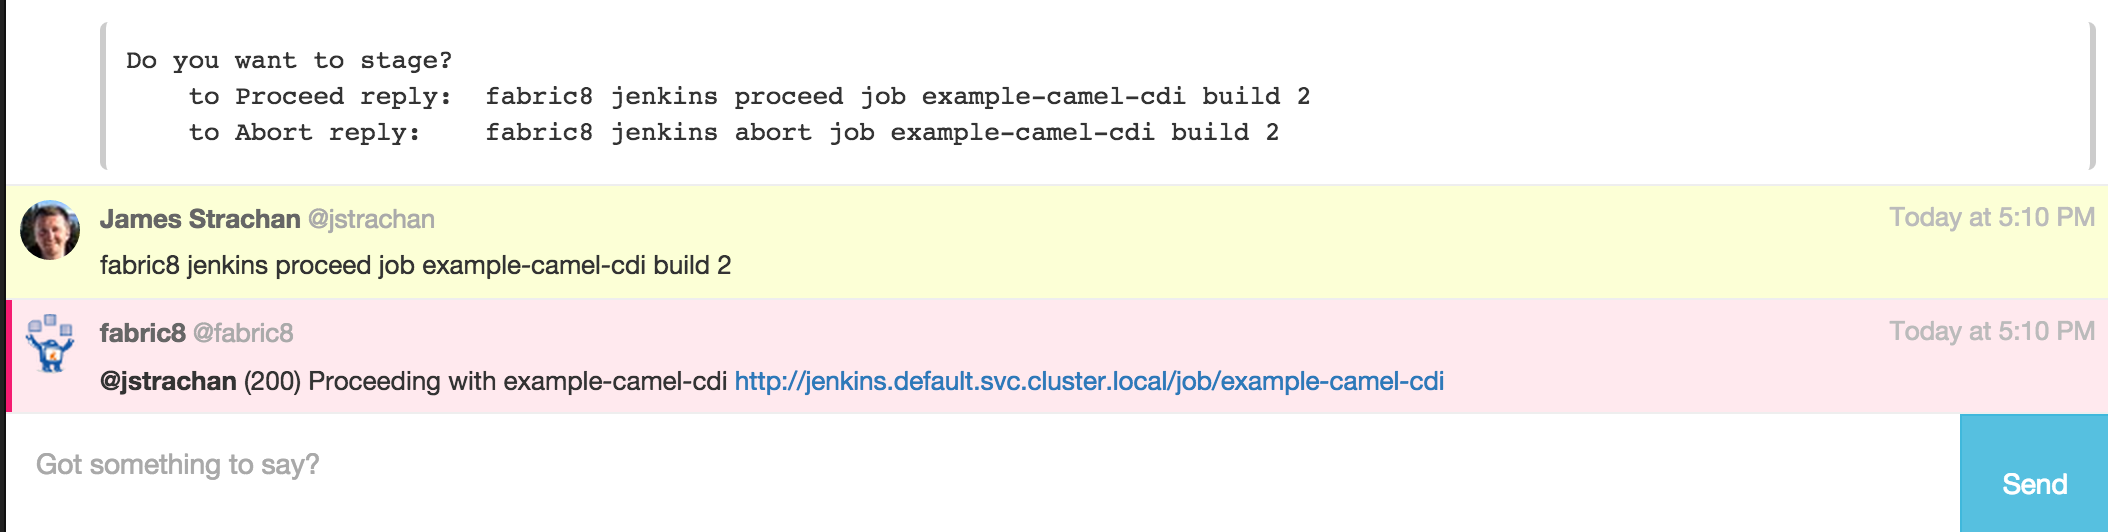 Do you want to stage?
to Proceed reply:  fabric8 jenkins proceed job example-camel-cdi build 2
to Abort reply:    fabric8 jenkins abort job example-camel-cdi build 2
James Strachan @jstrachan Today at 5:10 PM
fabric8 jenkins proceed job example-camel-cdi build 2
fabric8 @fabric8 Today at 5:10 PM
@jstrachan (200) Proceeding with example-camel-cdi http://jenkins.default.svc.cluster.local/job/example-camel-cdi
Got something to say?
Send